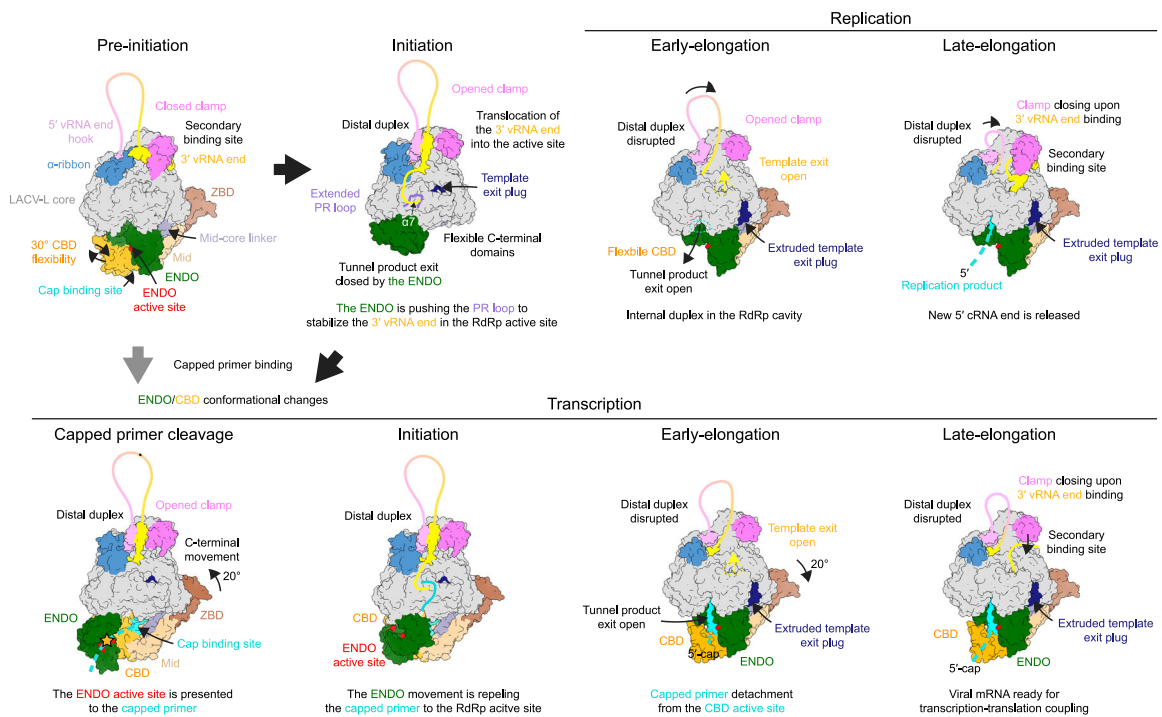 Replication
Pre-initiation
Initiation
Early-elongation
Late-elongation
Closed clamp
5′ vRNA end
hook
Secondary
binding site
3′ vRNA end
α-ribbon
LACV-L core
ZBD
Mid-core linker
30° CBD
flexibility
Mid
ENDO
Cap binding site
ENDO
active site
Opened clamp
Distal duplex
Translocation of
the 3′ vRNA end
into the active site
Template
exit plug
Extended
PR loop
α7
Flexible C-terminal
domains
Tunnel product exit
closed by the ENDO
The ENDO is pushing the PR loop to
stabilize the 3′ vRNA end in the RdRp active site
Distal duplex
disrupted
Opened clamp
Template exit
open
Flexbile CBD
Extruded template
exit plug
Tunnel product
exit open
Internal duplex in the RdRp cavity
Clamp closing upon
3′ vRNA end binding
Distal duplex
disrupted
Secondary
binding site
Extruded template
exit plug
5′
Replication product
New 5′ cRNA end is released
Capped primer binding
ENDO/CBD conformational changes
Transcription
Capped primer cleavage
Initiation
Early-elongation
Late-elongation
Opened clamp
Distal duplex
C-terminal
movement
20°
ENDO
ZBD
Cap binding site
Mid
CBD
The ENDO active site is presented
to the capped primer
Opened clamp
Distal duplex
CBD
ENDO
active site
The ENDO movement is repeling
the capped primer to the RdRp active site
Distal duplex
disrupted
Template exit
open
20°
Tunnel product
exit open
Extruded template
exit plug
CBD
5′-cap
ENDO
Capped primer detachment
from the CBD active site
Clamp closing upon
3′ vRNA end binding
Distal duplex
disrupted
Secondary
binding site
Extruded template
exit plug
CBD
5′-cap
ENDO
Viral mRNA ready for
transcription-translation coupling